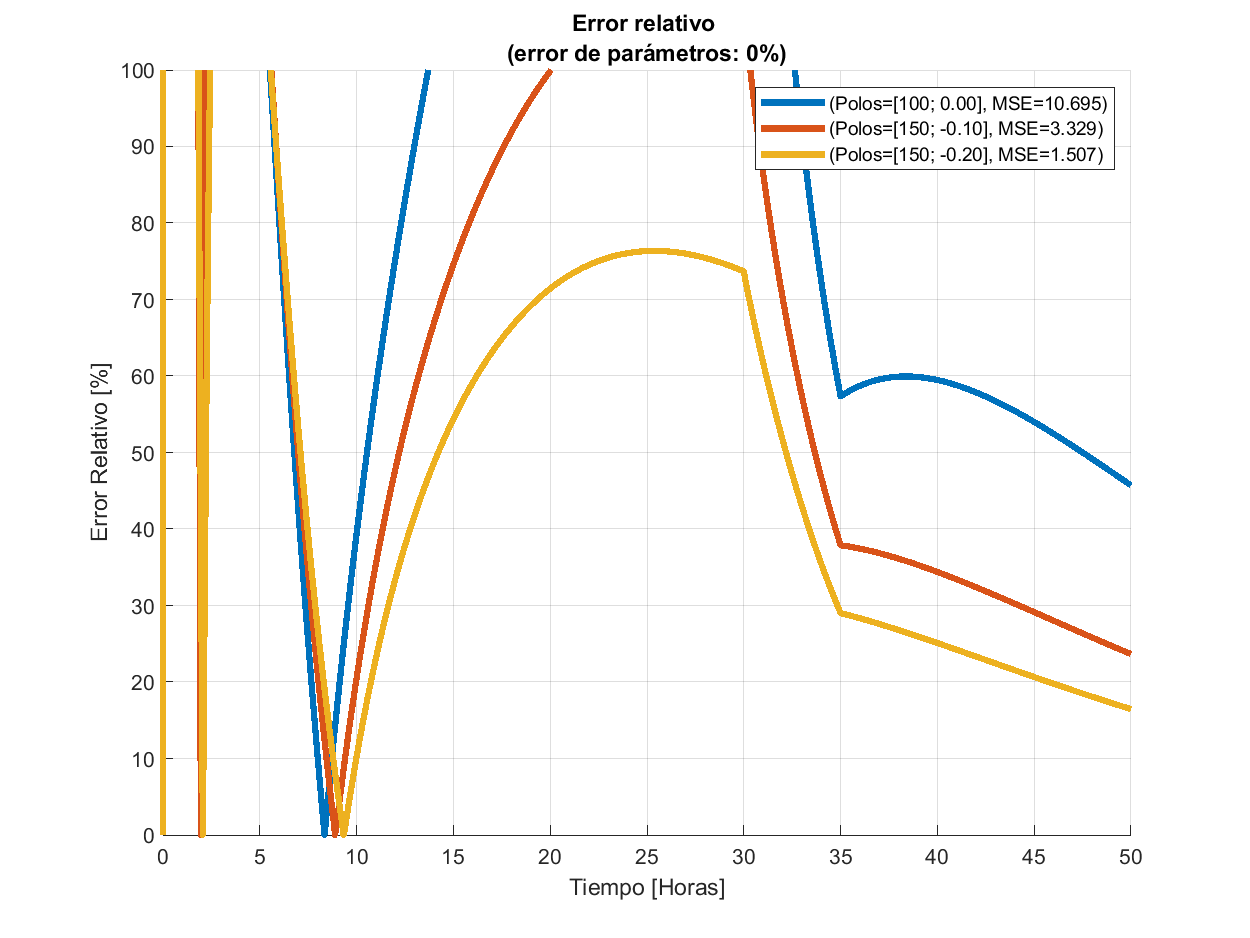 Error relativo
(error de parámetros: 0%)
100
90
80
70
60
50
40
30
20
10
0
Error Relativo [%]
(Polos=[100; 0.00], MSE=10.695)
(Polos=[150; -0.10], MSE=3.329)
(Polos=[150; -0.20], MSE=1.507)
0 5 10 15 20 25 30 35 40 45 50
Tiempo [Horas]